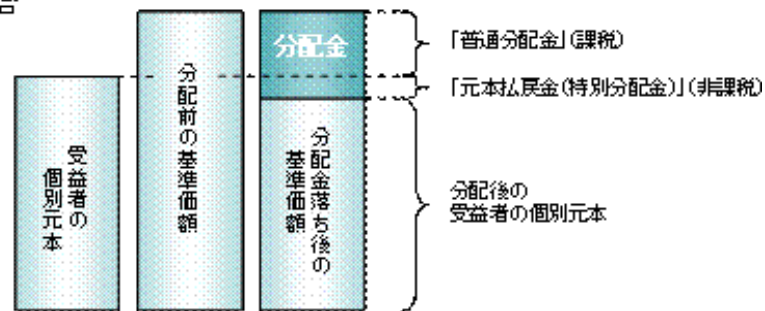 受益者の
個別元本
分配前の基準価額
分配金
分配金落ち後の
基準価額
「普通分配金」(課税)
「元本払戻金(特別分配金)」(非課税)
分配後の
受益者の個別元本